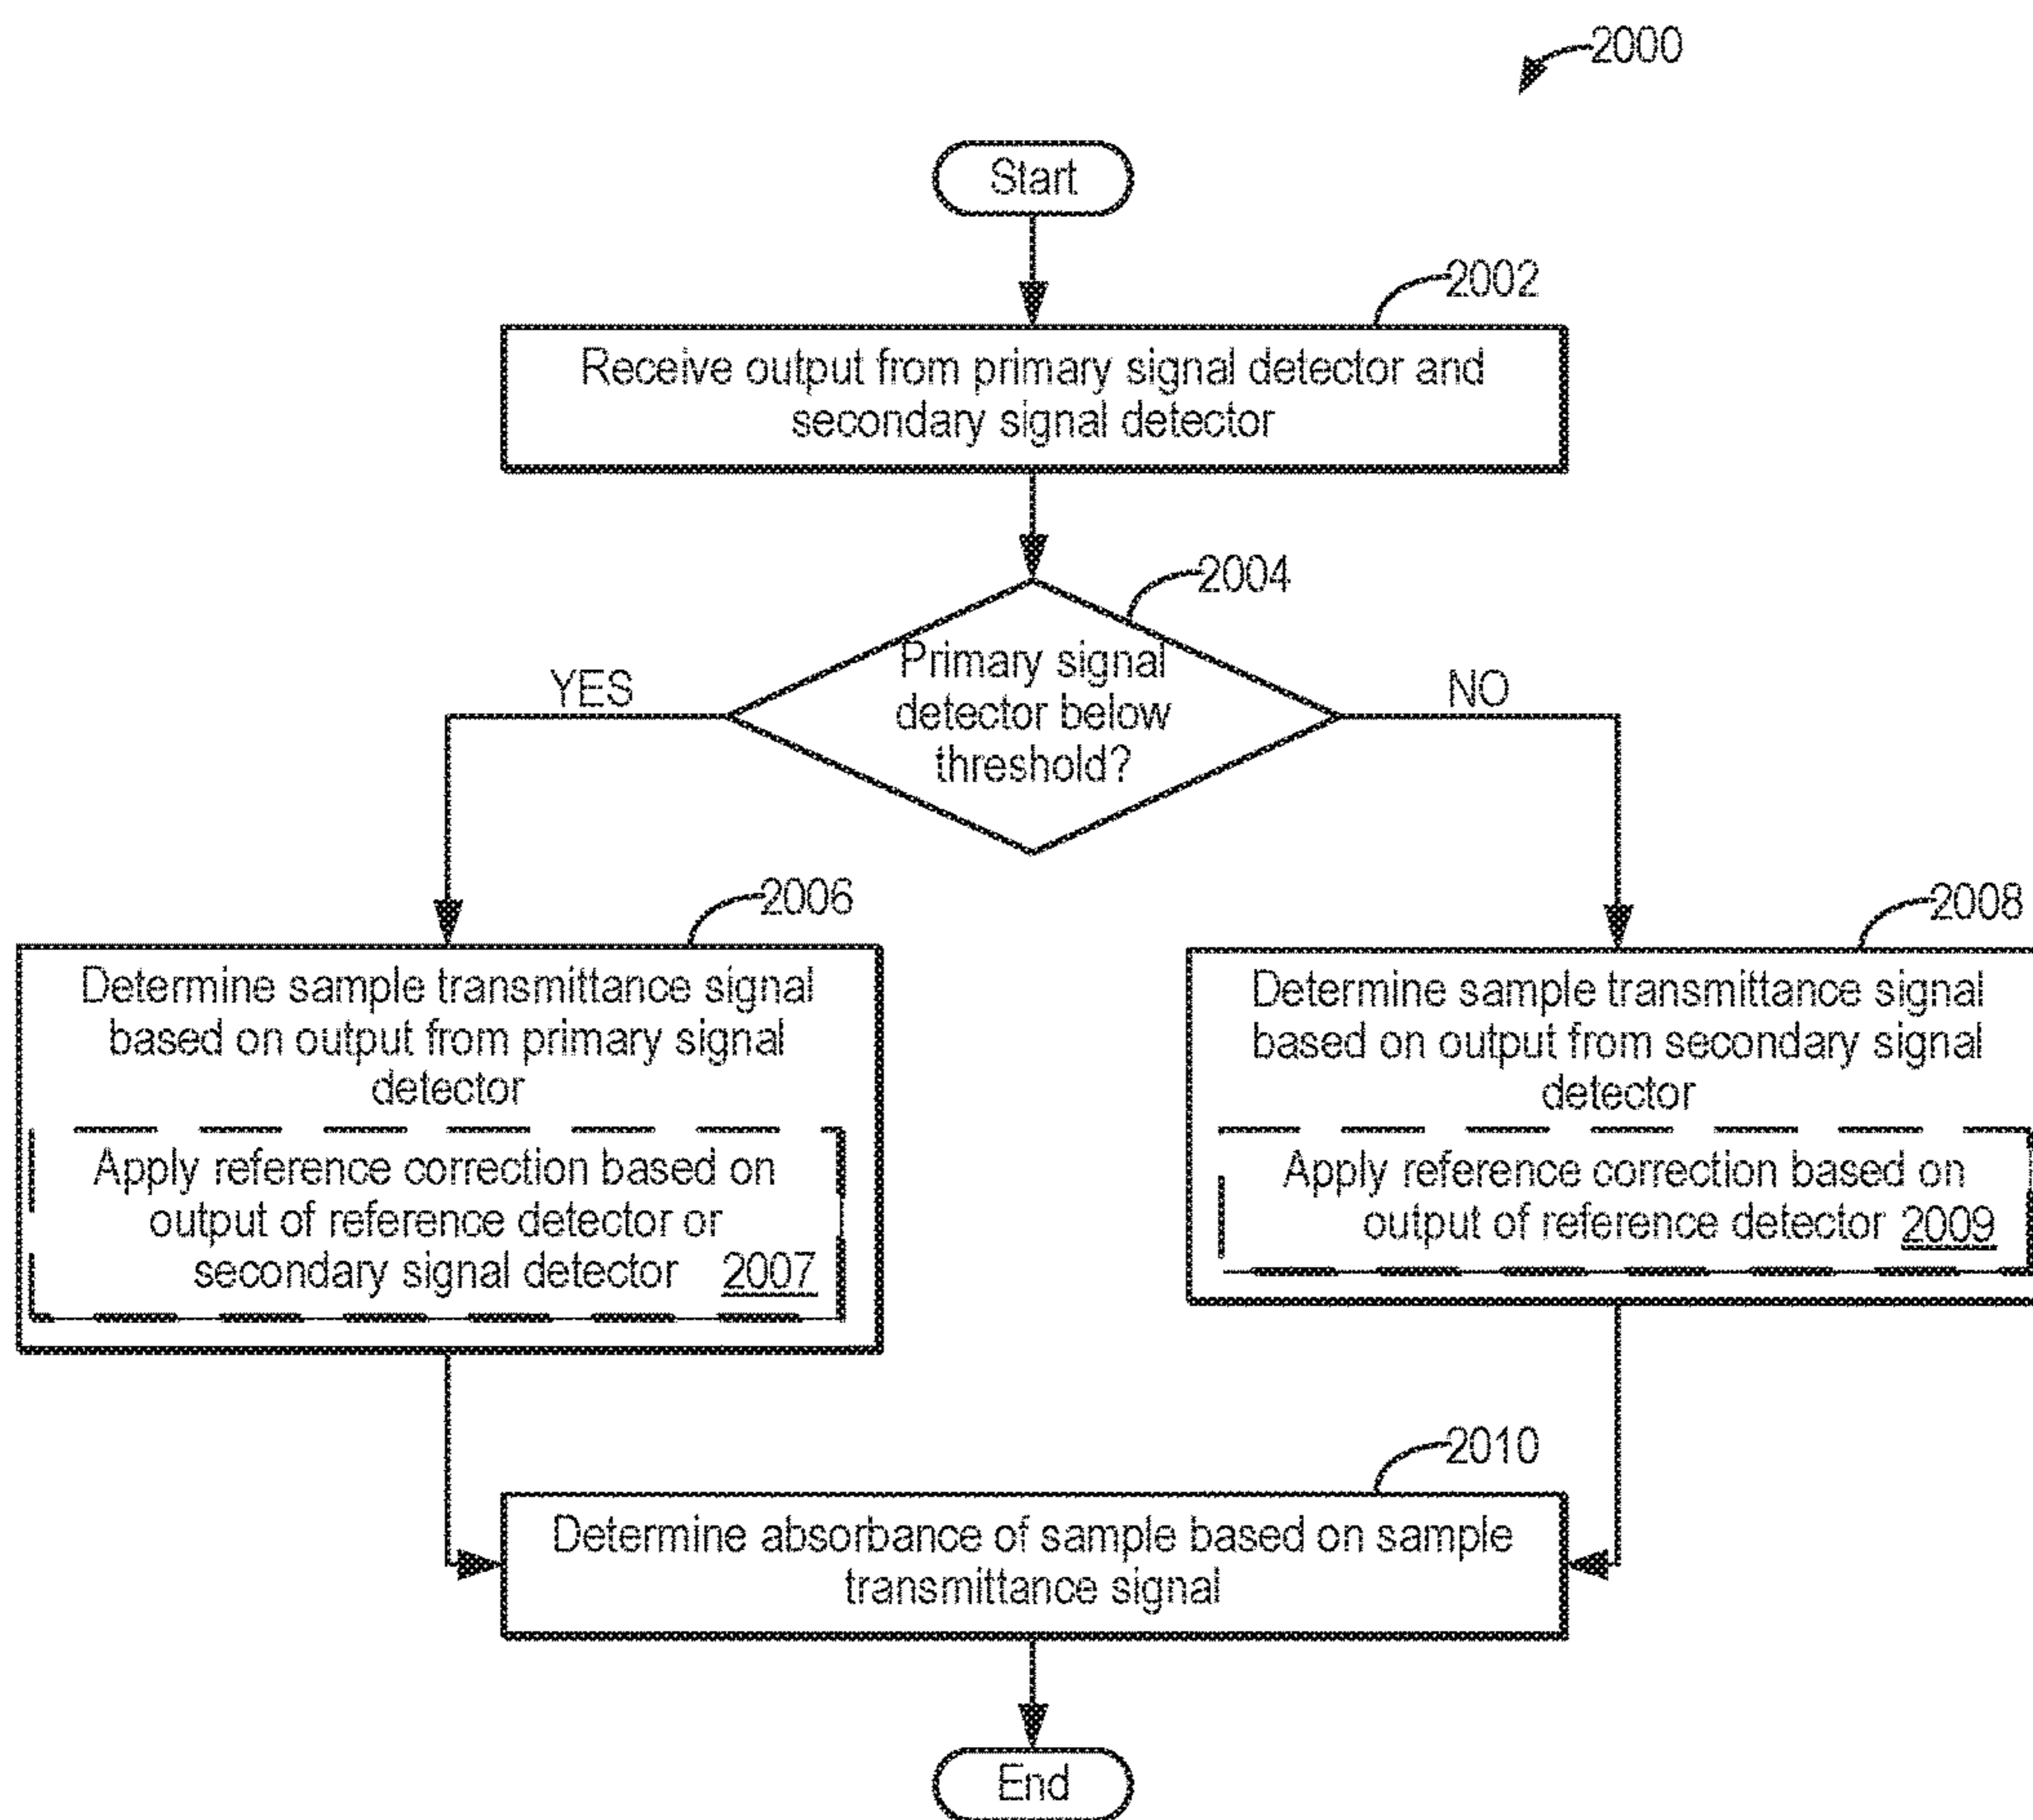 2000
Start
2002
Receive output from primary signal detector and
secondary signal detector
2004
Primary signal
detector below
threshold?
YES
NO
2006
Determine sample transmittance signal
based on output from primary signal
detector
Apply reference correction based on
output of reference detector or
secondary signal detector 2007
2008
Determine sample transmittance signal
based on output from secondary signal
detector
Apply reference correction based on
output of reference detector 2009
2010
Determine absorbance of sample based on sample
transmittance signal
End